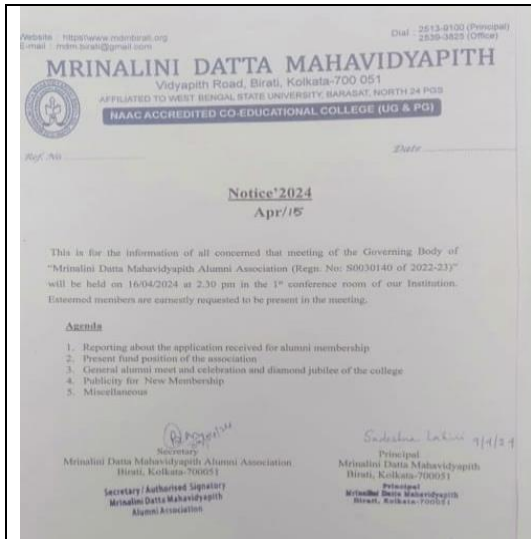 Website : https\www.mdmbirati.org
E-mail : mdm.birati@gmail.com
Dial : 2513-9100 (Principal)
2539-3825 (Office)
MRINALINI DATTA MAHAVIDYAPITH
Vidyapith Road, Birati, Kolkata-700 051
AFFILIATED TO WEST BENGAL STATE UNIVERSITY, BARASAT, NORTH 24 PGS
NAAC ACCREDITED CO-EDUCATIONAL COLLEGE (UG & PG)
Ref. No.
Date
Notice'2024
Apr/15
This is for the information of all concerned that meeting of the Governing Body of
“Mrinalini Datta Mahavidyapith Alumni Association (Regn. No: S0030140 of 2022-23)”
will be held on 16/04/2024 at 2.30 pm in the 1st conference room of our Institution.
Esteemed members are earnestly requested to be present in the meeting.
Agenda
1. Reporting about the application received for alumni membership
2. Present fund position of the association
3. General alumni meet and celebration and diamond jubilee of the college
4. Publicity for New Membership
5. Miscellaneous
Secretary
Mrinalini Datta Mahavidyapith Alumni Association
Birati, Kolkata-700051
Secretary / Authorised Signatory
Mrinalini Datta Mahavidyapith
Alumni Association
Sudeshna Lahiri 9/4/24
Principal
Mrinalini Datta Mahavidyapith
Birati, Kolkata-700051
Principal
Mrinalini Datta Mahavidyapith
Birati, Kolkata-700051